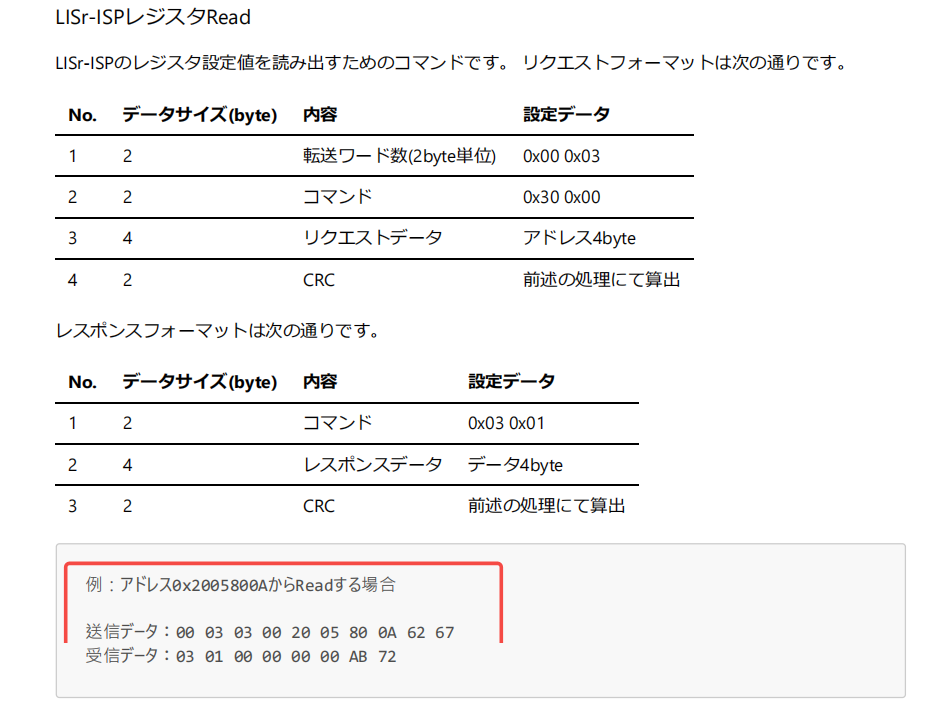 LISr-ISPレジスタRead
LISr-ISPのレジスタ設定値を読み出すためのコマンドです。 リクエストフォーマットは次の通りです。
No. データサイズ(byte) 内容 設定データ
1 2 転送ワード数(2byte単位) 0x00 0x03
2 2 コマンド 0x30 0x00
3 4 リクエストデータ アドレス4byte
4 2 CRC 前述の処理にて算出
レスポンスフォーマットは次の通りです。
No. データサイズ(byte) 内容 設定データ
1 2 コマンド 0x03 0x01
2 4 レスポンスデータ データ4byte
3 2 CRC 前述の処理にて算出
例：アドレス0x2005800AからReadする場合
送信データ：00 03 03 00 20 05 80 0A 62 67
受信データ：03 01 00 00 00 00 AB 72